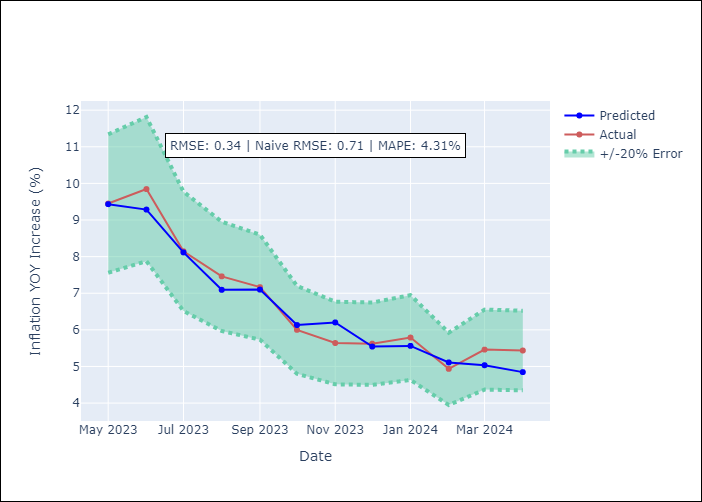 12
11
10
9
8
7
6
5
4
RMSE: 0.34 | Naive RMSE: 0.71 | MAPE: 4.31%
Predicted
Actual
+/-20% Error
Inflation YOY Increase (%)
May 2023 Jul 2023 Sep 2023 Nov 2023 Jan 2024 Mar 2024
Date